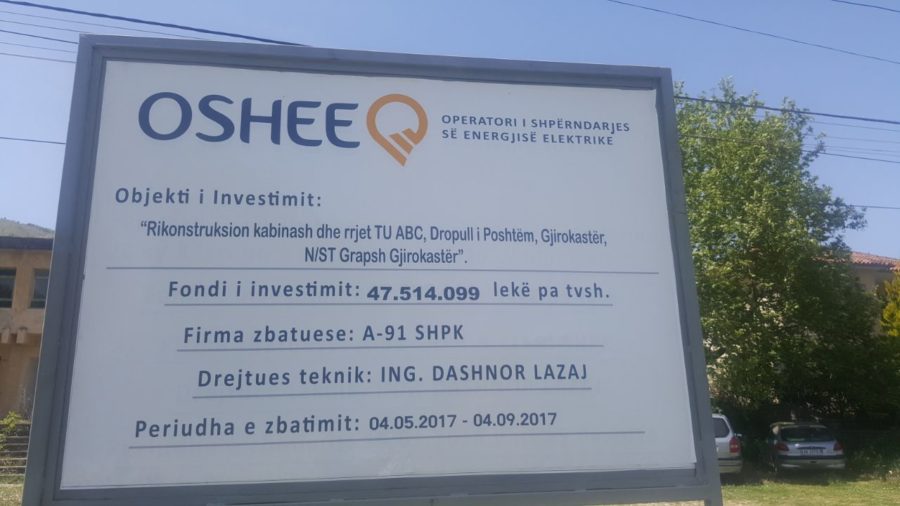 OSHEE
OPERATORI I SHPËRNDARJES
SË ENERGJISË ELEKTRIKE
Objekti i Investimit:
“Rikonstruksion kabinash dhe rrjet TU ABC, Dropull i Poshtëm, Gjirokastër,
N/ST Grapsh Gjirokastër”.
Fondi i investimit: 47.514.099 lekë pa tvsh.
Firma zbatuese: A-91 SHPK
Drejtues teknik: ING. DASHNOR LAZAJ
Periudha e zbatimit: 04.05.2017 - 04.09.2017